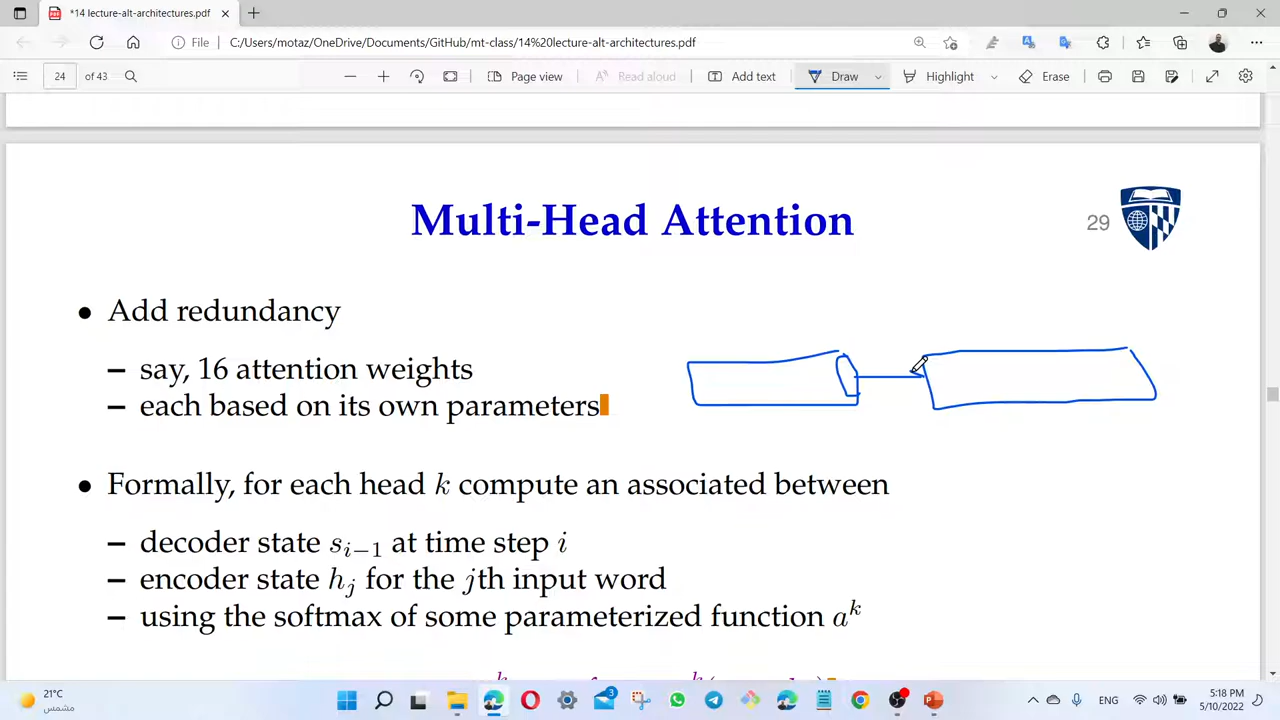 *14 lecture-alt-architectures.pdf
File
C:/Users/motaz/OneDrive/Documents/GitHub/mt-class/14%20lecture-alt-architectures.pdf
24 of 43
Page view
Read aloud
Add text
Draw
Highlight
Erase
Multi-Head Attention
29
• Add redundancy
– say, 16 attention weights
– each based on its own parameters
• Formally, for each head k compute an associated between
– decoder state s_{i−1} at time step i
– encoder state h_j for the jth input word
– using the softmax of some parameterized function a^k
21°C
مشمس
3
ENG
5:18 PM
5/10/2022